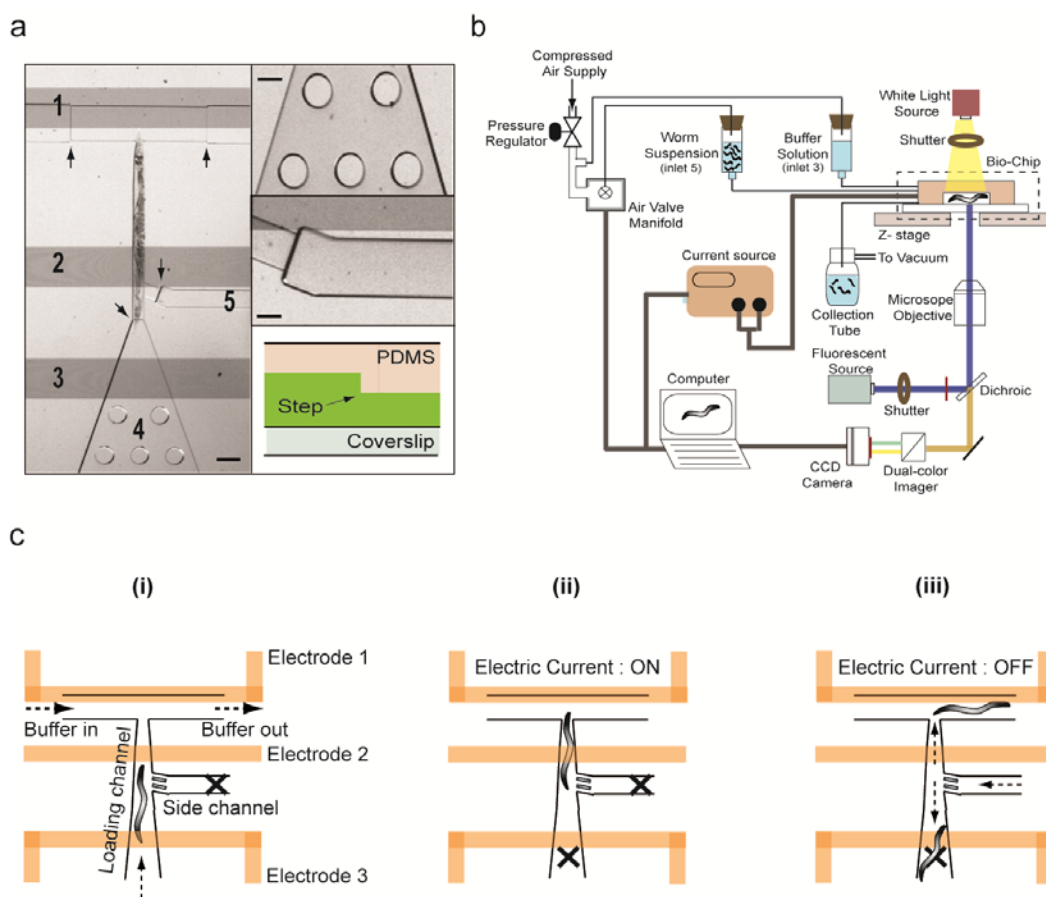 a
1
2
5
3
4
PDMS
Step
Coverslip
b
Compressed
Air Supply
Pressure
Regulator
Worm
Suspension
(inlet 5)
Buffer
Solution
(inlet 3)
White Light
Source
Shutter
Bio-Chip
Air Valve
Manifold
Z- stage
To Vacuum
Current source
Collection
Tube
Microsope
Objective
Fluorescent
Source
Shutter
Dichroic
Computer
CCD
Camera
Dual-color
Imager
c
(i)
Electrode 1
Buffer in
Buffer out
Electrode 2
Loading channel
Side channel
Electrode 3
(ii)
Electric Current : ON
(iii)
Electric Current : OFF